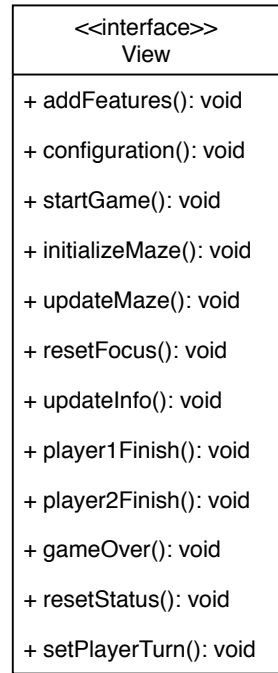 <<interface>>
View
+ addFeatures(): void
+ configuration(): void
+ startGame(): void
+ initializeMaze(): void
+ updateMaze(): void
+ resetFocus(): void
+ updateInfo(): void
+ player1Finish(): void
+ player2Finish(): void
+ gameOver(): void
+ resetStatus(): void
+ setPlayerTurn(): void